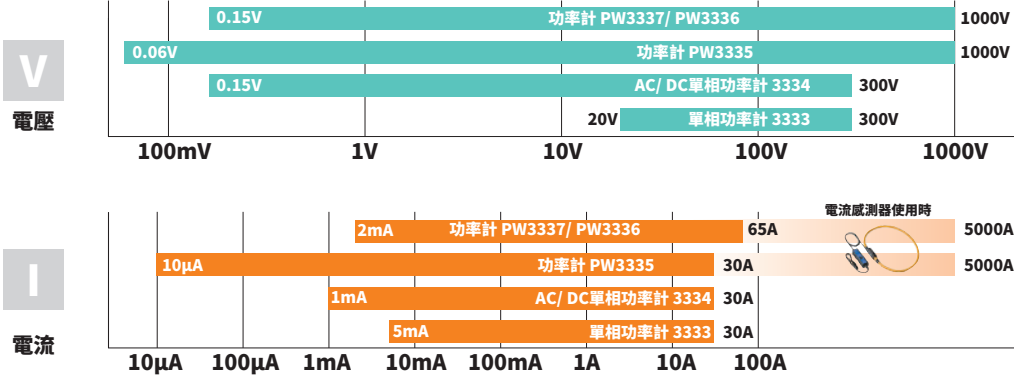 V
電壓
0.15V 功率計 PW3337/ PW3336 1000V
0.06V 功率計 PW3335 1000V
0.15V AC/ DC單相功率計 3334 300V
20V 單相功率計 3333 300V
100mV 1V 10V 100V 1000V
I
電流
電流感測器使用時
2mA 功率計 PW3337/ PW3336 65A 5000A
10μA 功率計 PW3335 30A 5000A
1mA AC/ DC單相功率計 3334 30A
5mA 單相功率計 3333 30A
10μA 100μA 1mA 10mA 100mA 1A 10A 100A